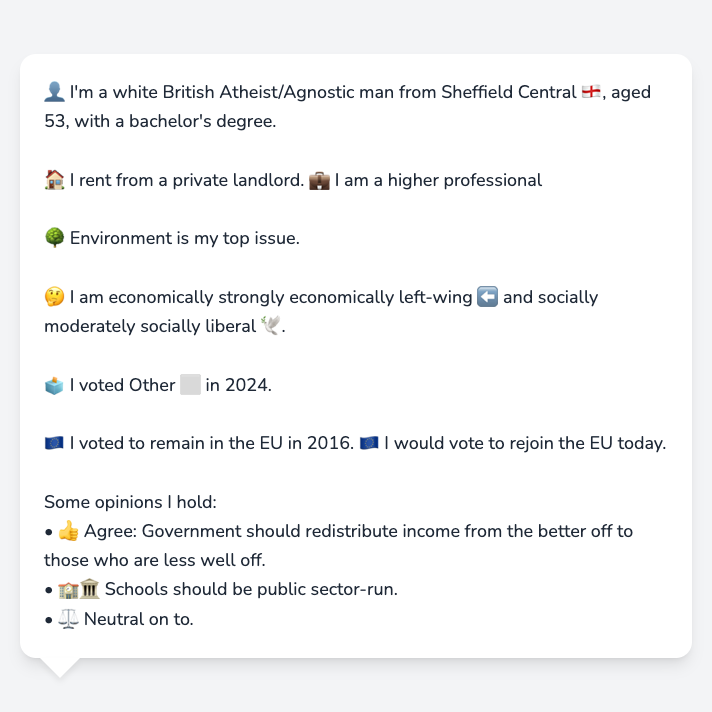 👤 I'm a white British Atheist/Agnostic man from Sheffield Central 🏴󠁧󠁢󠁥󠁮󠁧󠁿, aged
53, with a bachelor's degree.
🏠 I rent from a private landlord. 💼 I am a higher professional
🌳 Environment is my top issue.
🤔 I am economically strongly economically left-wing ⬅️ and socially
moderately socially liberal 🕊️.
🗳️ I voted Other ⬜ in 2024.
🇪🇺 I voted to remain in the EU in 2016. 🇪🇺 I would vote to rejoin the EU today.
Some opinions I hold:
• 👍 Agree: Government should redistribute income from the better off to
those who are less well off.
• 🏫🏛️ Schools should be public sector-run.
• ⚖️ Neutral on to.